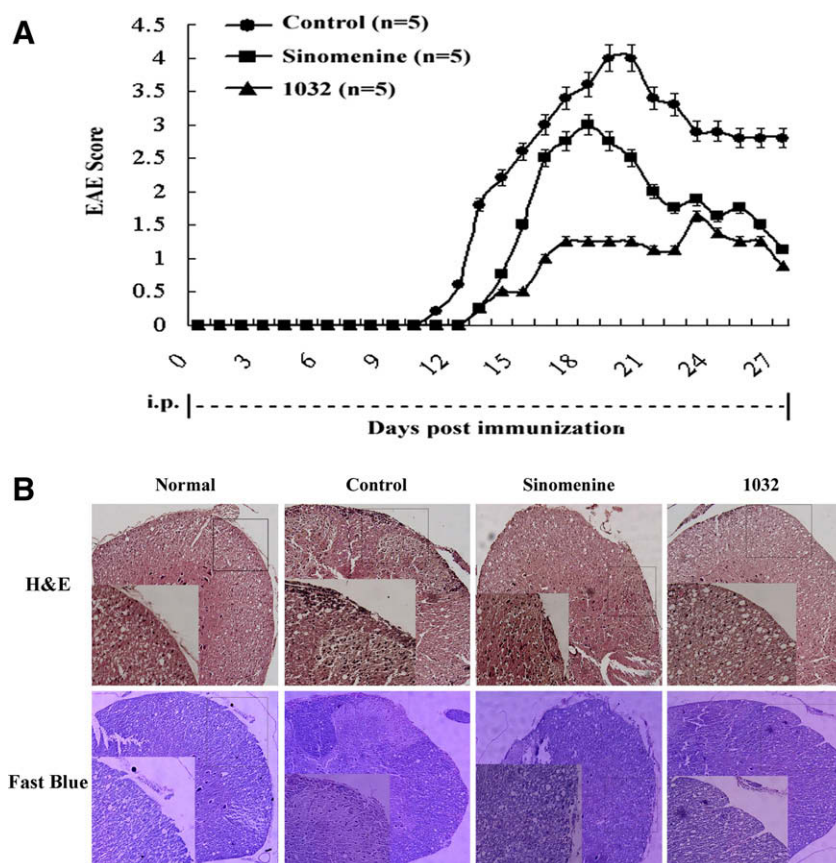 A
Control (n=5)
Sinomenine (n=5)
1032 (n=5)
EAE Score
4.5
4
3.5
3
2.5
2
1.5
1
0.5
0
0 3 6 9 12 15 18 21 24 27
i.p.
Days post immunization
B
Normal Control Sinomenine 1032
H&E
Fast Blue